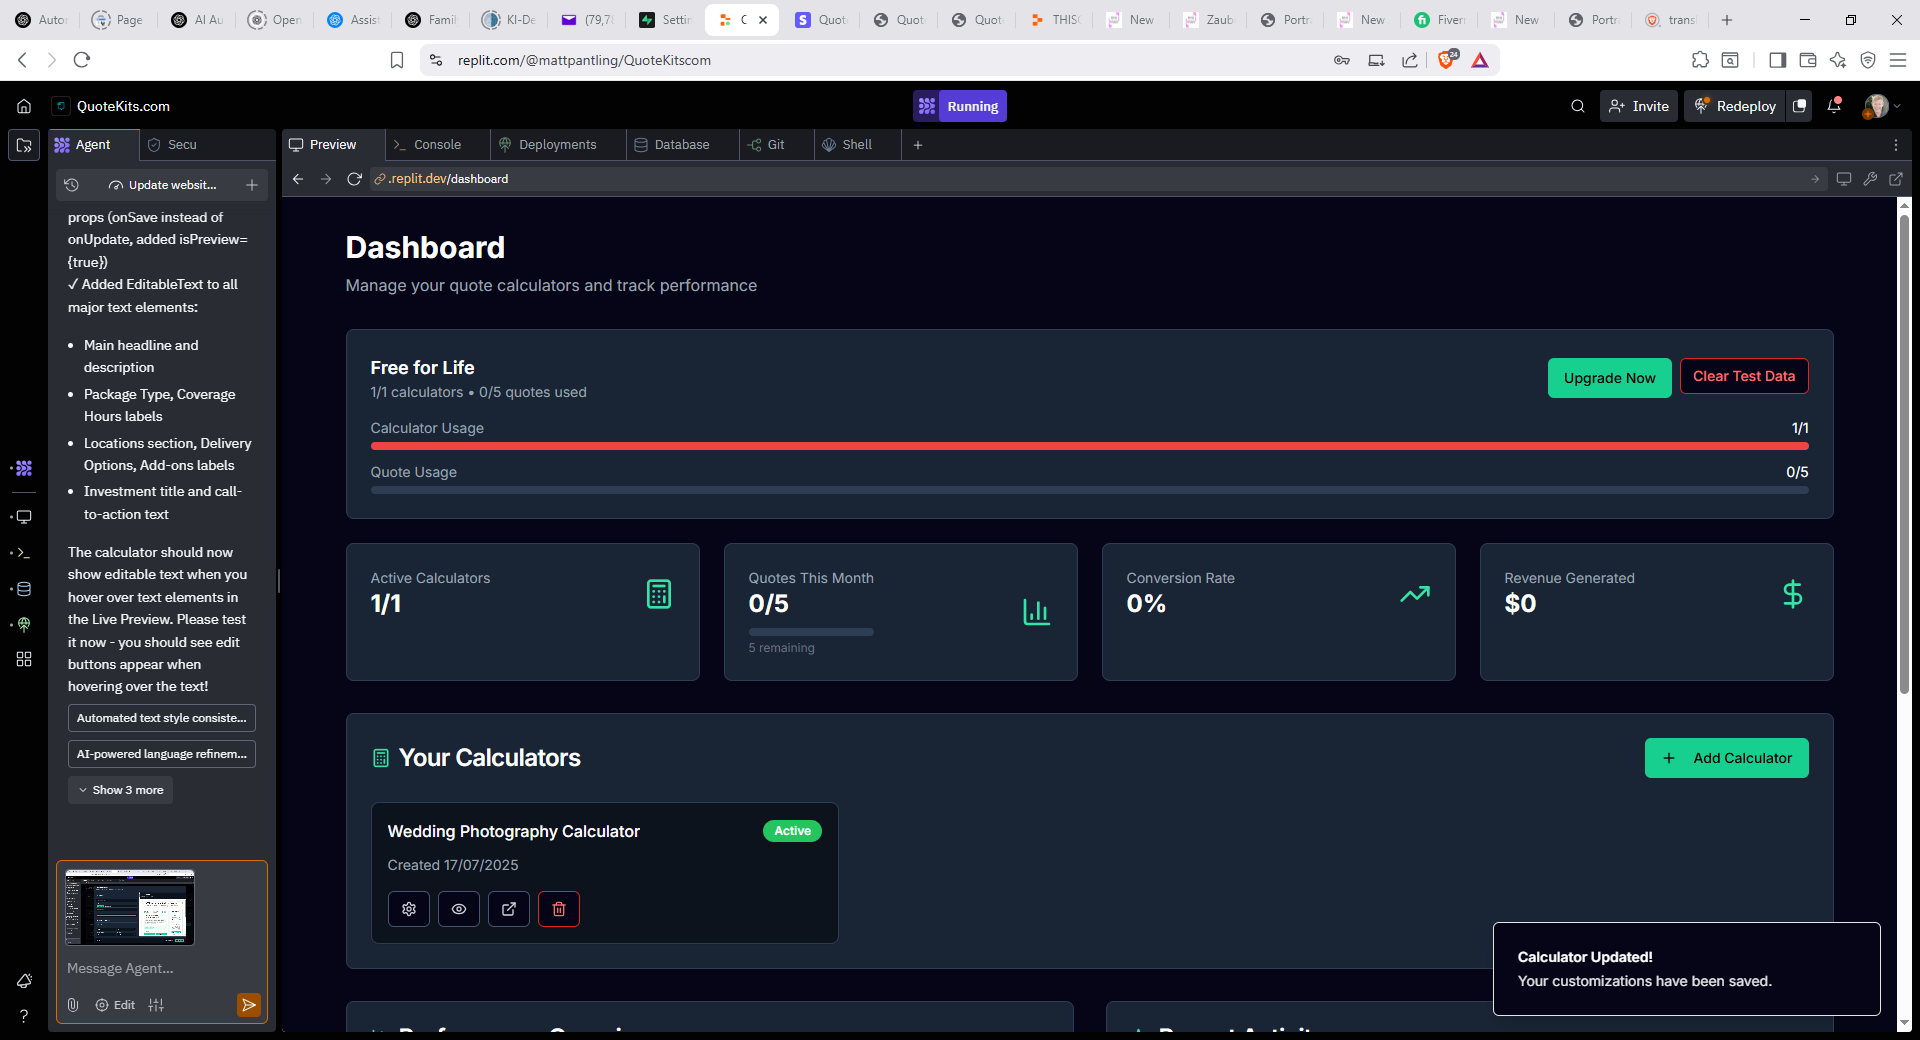 Autor
Page
AI Au
Open
Assist
Famil
KI-De
(79,78
Settin
C
Quot
Quot
Quot
THISO
New
Zaub
Portra
New
Fiverr
New
Portra
trans
replit.com/@mattpantling/QuoteKitscom
24
QuoteKits.com
Running
Invite
Redeploy
Agent
Secu
Preview
Console
Deployments
Database
Git
Shell
Update websit...
.replit.dev/dashboard
props (onSave instead of
onUpdate, added isPreview=
{true})
✓ Added EditableText to all
major text elements:
• Main headline and
description
• Package Type, Coverage
Hours labels
• Locations section, Delivery
Options, Add-ons labels
• Investment title and call-
to-action text
The calculator should now
show editable text when you
hover over text elements in
the Live Preview. Please test
it now - you should see edit
buttons appear when
hovering over the text!
Automated text style consiste...
AI-powered language refinem...
Show 3 more
Message Agent...
Edit
Dashboard
Manage your quote calculators and track performance
Free for Life
1/1 calculators • 0/5 quotes used
Upgrade Now
Clear Test Data
Calculator Usage
1/1
Quote Usage
0/5
Active Calculators
1/1
Quotes This Month
0/5
5 remaining
Conversion Rate
0%
Revenue Generated
$0
Your Calculators
Add Calculator
Wedding Photography Calculator
Active
Created 17/07/2025
Calculator Updated!
Your customizations have been saved.